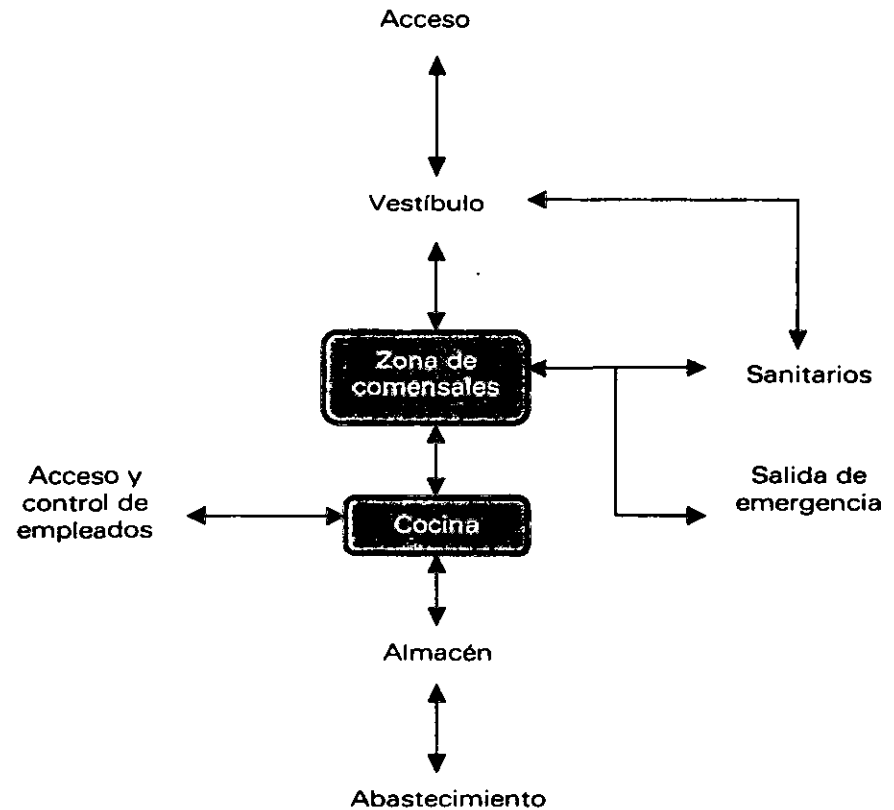 Acceso
Vestíbulo
Zona de
comensales
Sanitarios
Acceso y
control de
empleados
Cocina
Salida de
emergencia
Almacén
Abastecimiento